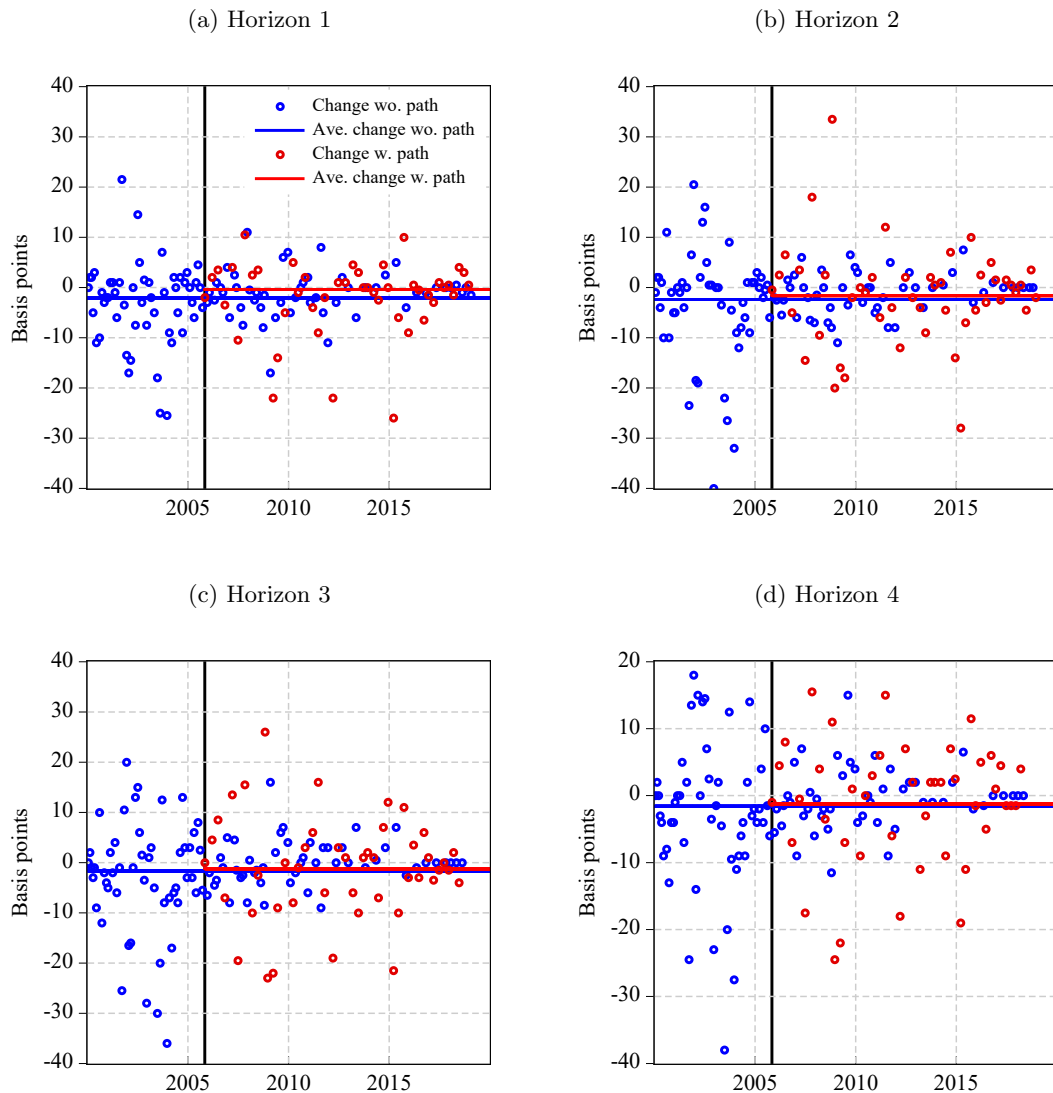 (a) Horizon 1
(b) Horizon 2
Basis points
40
30
20
10
0
-10
-20
-30
-40
2005 2010 2015
Change wo. path
Ave. change wo. path
Change w. path
Ave. change w. path
Basis points
40
30
20
10
0
-10
-20
-30
-40
2005 2010 2015
(c) Horizon 3
(d) Horizon 4
Basis points
40
30
20
10
0
-10
-20
-30
-40
2005 2010 2015
Basis points
20
10
0
-10
-20
-30
-40
2005 2010 2015